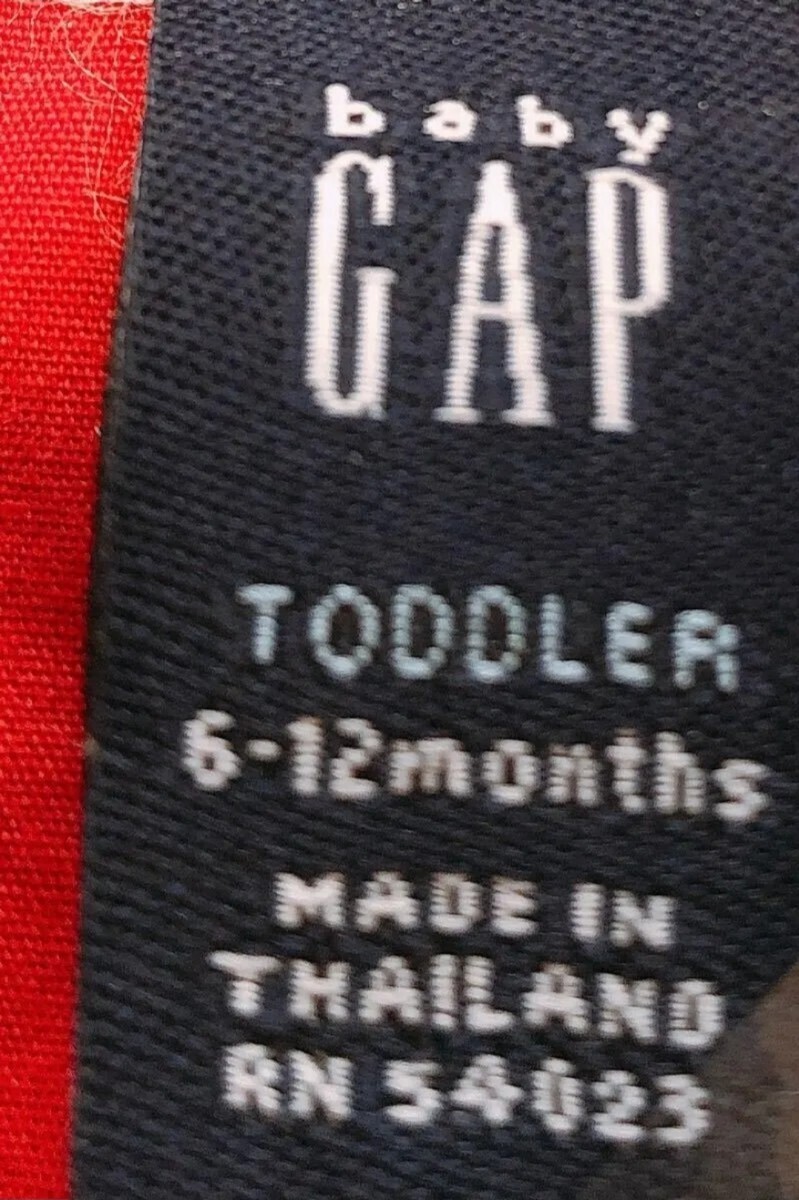 baby
GAP
TODDLER
6-12months
MADE IN
THAILAND
RN 54023